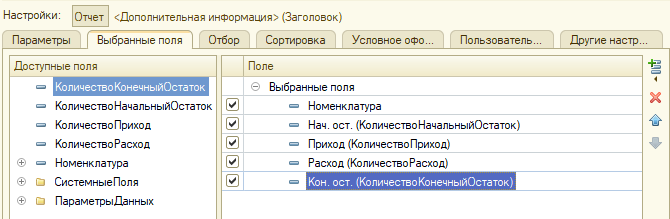 Настройки: Отчет <Дополнительная информация> (Заголовок)
Параметры Выбранные поля Отбор Сортировка Условное офо... Пользователь... Другие настр...
Доступные поля
КоличествоКонечныйОстаток
КоличествоНачальныйОстаток
КоличествоПриход
КоличествоРасход
Номенклатура
СистемныеПоля
ПараметрыДанных
Поле
Выбранные поля
Номенклатура
Нач. ост. (КоличествоНачальныйОстаток)
Приход (КоличествоПриход)
Расход (КоличествоРасход)
Кон. ост. (КоличествоКонечныйОстаток)